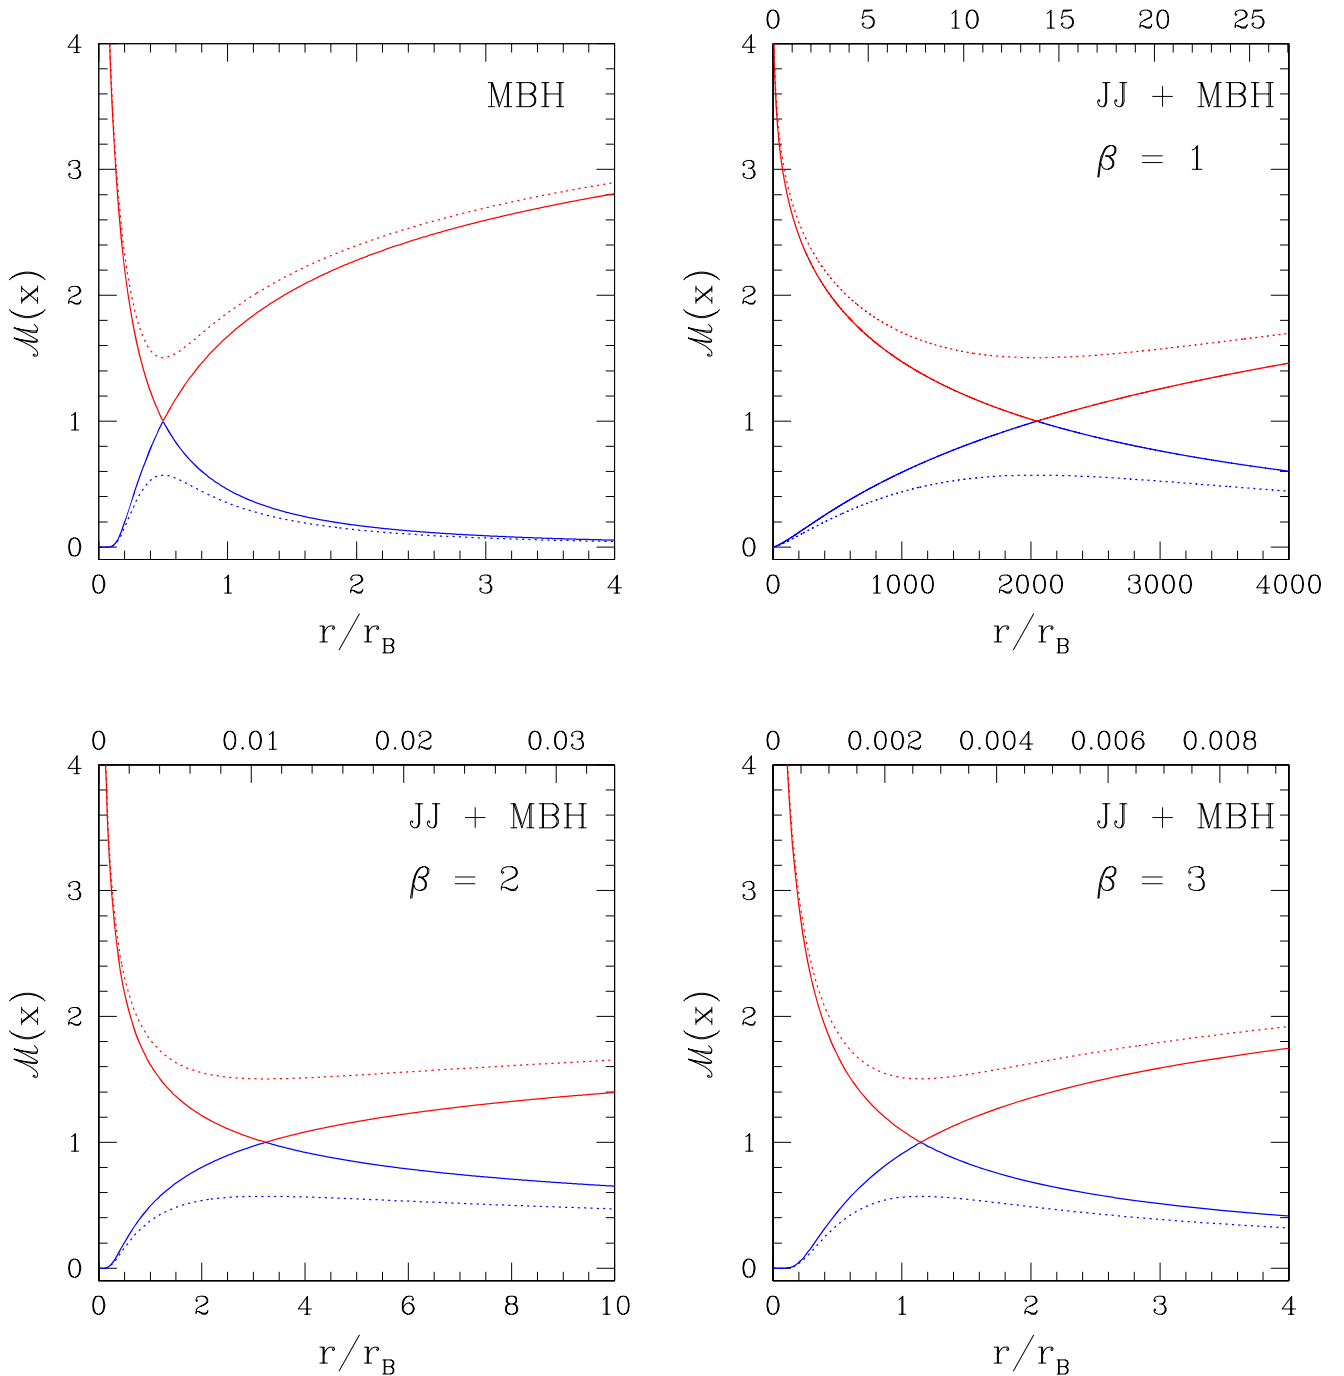 MBH
4
3
2
1
0
ℳ(x)
0 1 2 3 4
r/r_B
0 5 10 15 20 25
JJ + MBH
β = 1
4
3
2
1
0
ℳ(x)
0 1000 2000 3000 4000
r/r_B
0 0.01 0.02 0.03
JJ + MBH
β = 2
4
3
2
1
0
ℳ(x)
0 2 4 6 8 10
r/r_B
0 0.002 0.004 0.006 0.008
JJ + MBH
β = 3
4
3
2
1
0
ℳ(x)
0 1 2 3 4
r/r_B